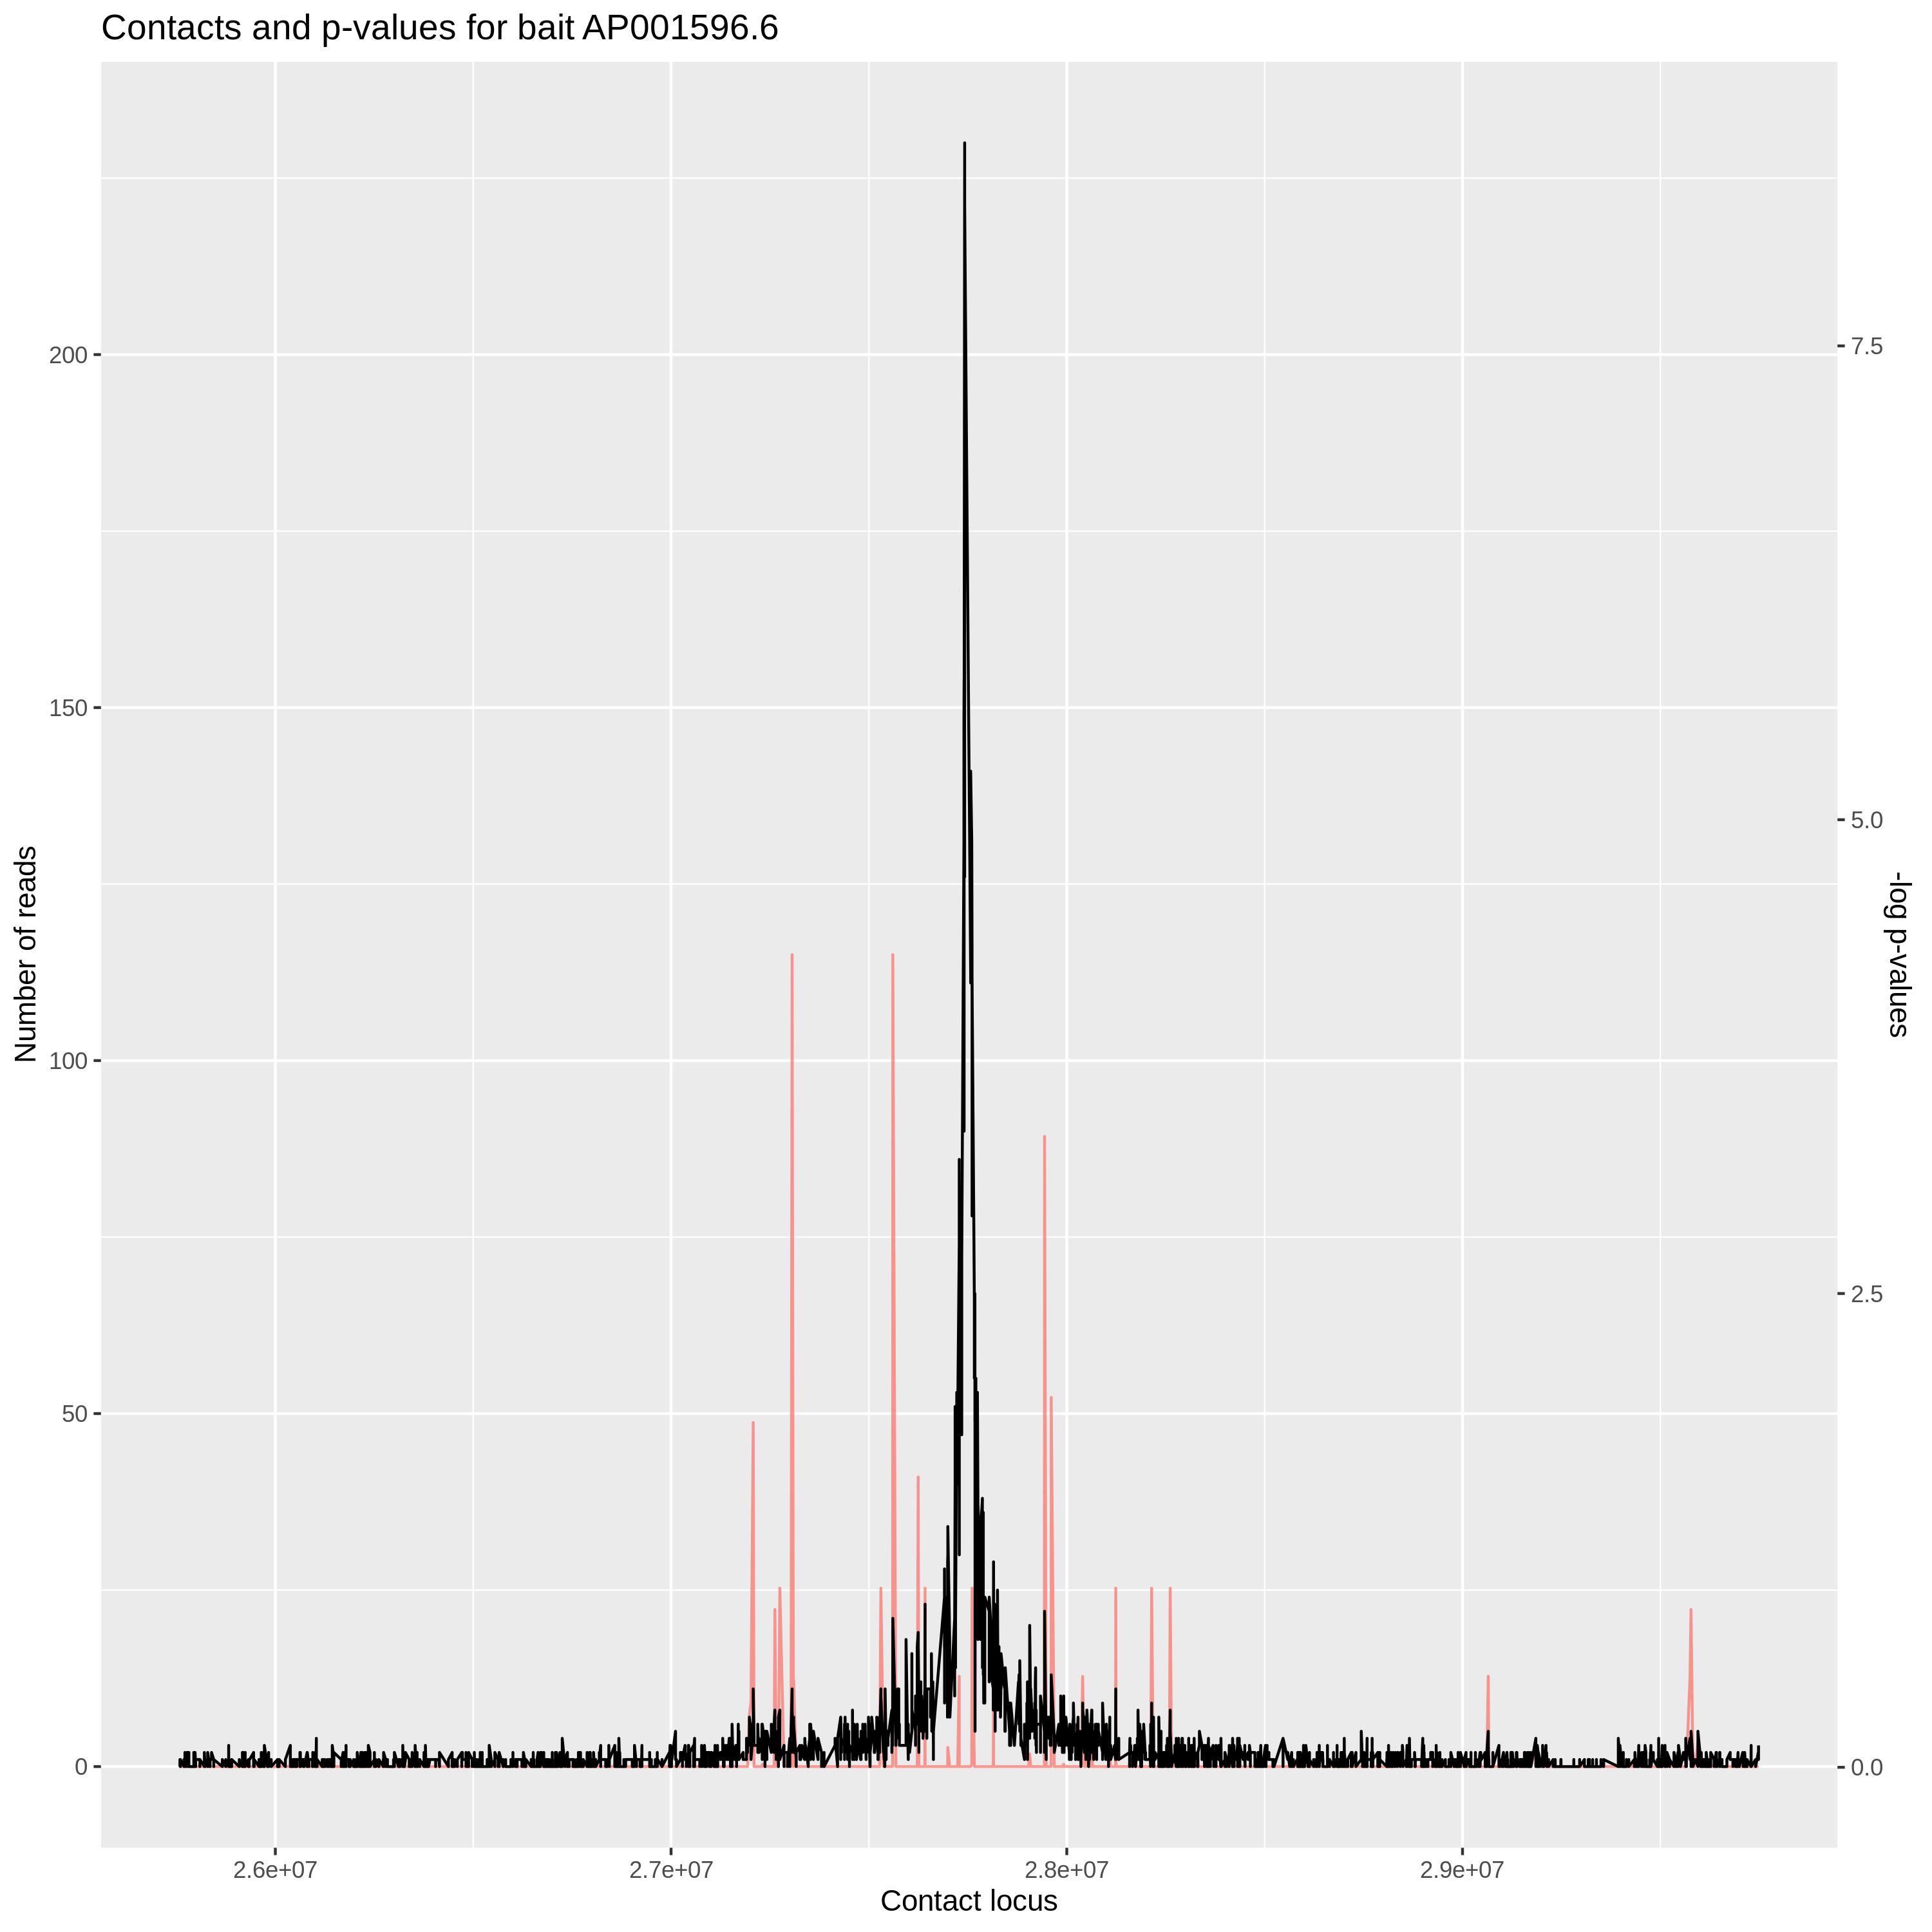 Contacts and p-values for bait AP001596.6
Number of reads
200
150
100
50
0
7.5
5.0
2.5
0.0
-log p-values
2.6e+07 2.7e+07 2.8e+07 2.9e+07
Contact locus